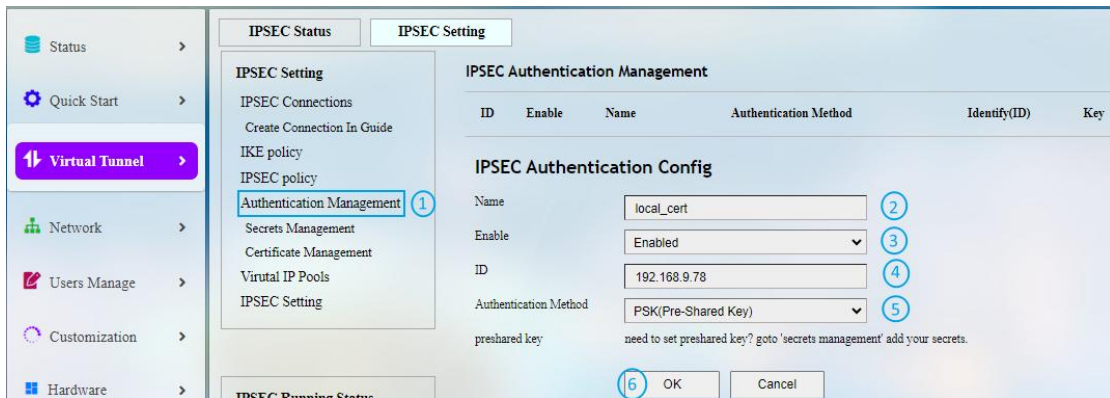 IPSEC Status
IPSEC Setting
Status
Quick Start
Virtual Tunnel
Network
Users Manage
Customization
Hardware
IPSEC Setting
IPSEC Connections
Create Connection In Guide
IKE policy
IPSEC policy
Authentication Management 1
Secrets Management
Certificate Management
Virutal IP Pools
IPSEC Setting
IPSEC Running Status
IPSEC Authentication Management
ID Enable Name Authentication Method Identify(ID) Key
IPSEC Authentication Config
Name local_cert 2
Enable Enabled 3
ID 192.168.9.78 4
Authentication Method PSK(Pre-Shared Key) 5
preshared key need to set preshared key? goto 'secrets management' add your secrets.
6 OK Cancel